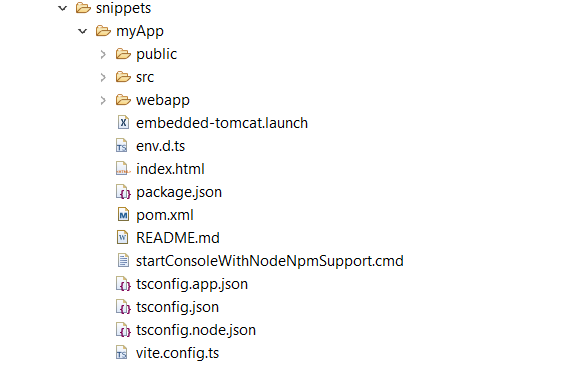 snippets
myApp
public
src
webapp
embedded-tomcat.launch
env.d.ts
index.html
package.json
pom.xml
README.md
startConsoleWithNodeNpmSupport.cmd
tsconfig.app.json
tsconfig.json
tsconfig.node.json
vite.config.ts